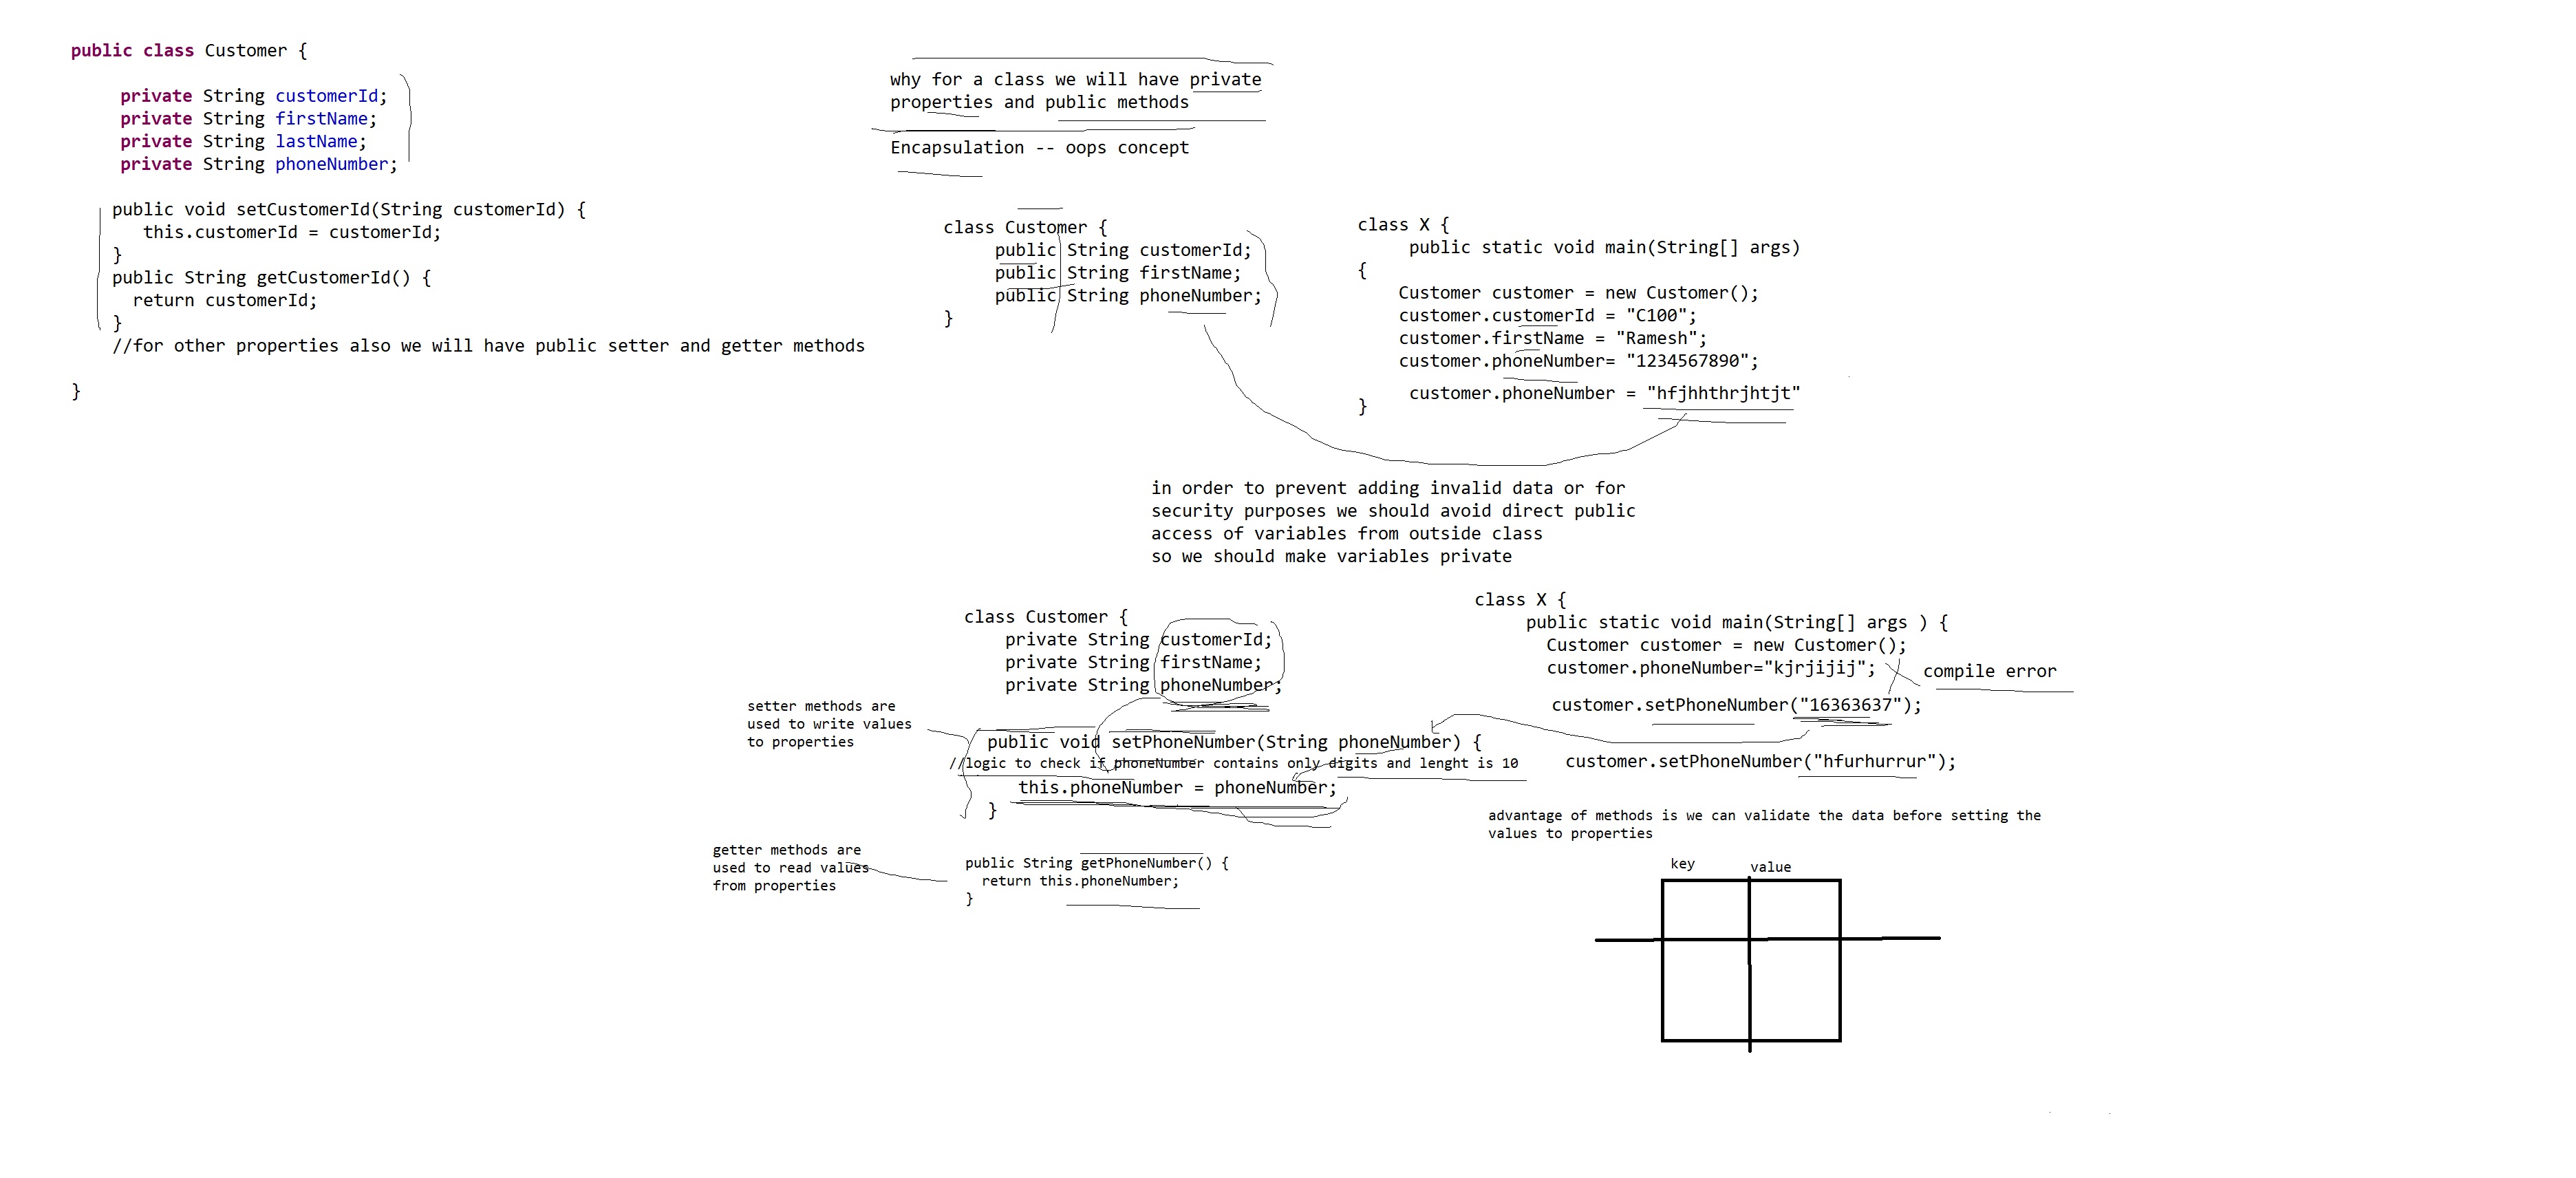 public class Customer {
private String customerId;
private String firstName;
private String lastName;
private String phoneNumber;
public void setCustomerId(String customerId) {
this.customerId = customerId;
}
public String getCustomerId() {
return customerId;
}
//for other properties also we will have public setter and getter methods
}
why for a class we will have private
properties and public methods
Encapsulation -- oops concept
class Customer {
public String customerId;
public String firstName;
public String phoneNumber;
}
class X {
public static void main(String[] args)
{
Customer customer = new Customer();
customer.customerId = "C100";
customer.firstName = "Ramesh";
customer.phoneNumber= "1234567890";
customer.phoneNumber = "hfjhhthrjhtjt"
}
in order to prevent adding invalid data or for
security purposes we should avoid direct public
access of variables from outside class
so we should make variables private
class Customer {
private String customerId;
private String firstName;
private String phoneNumber;
setter methods are
used to write values
to properties
public void setPhoneNumber(String phoneNumber) {
//logic to check if phoneNumber contains only digits and lenght is 10
this.phoneNumber = phoneNumber;
}
getter methods are
used to read values
from properties
public String getPhoneNumber() {
return this.phoneNumber;
}
class X {
public static void main(String[] args ) {
Customer customer = new Customer();
customer.phoneNumber="kjrjijij";
compile error
customer.setPhoneNumber("16363637");
customer.setPhoneNumber("hfurhurrur");
advantage of methods is we can validate the data before setting the
values to properties
key value